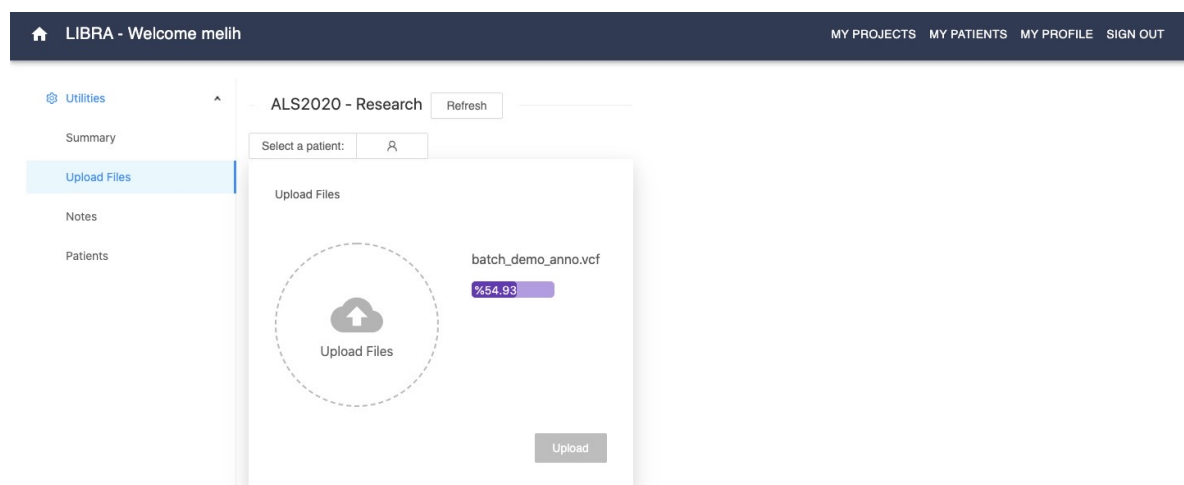 LIBRA - Welcome melih
MY PROJECTS MY PATIENTS MY PROFILE SIGN OUT
Utilities
Summary
Upload Files
Notes
Patients
ALS2020 - Research
Refresh
Select a patient:
Upload Files
Upload Files
batch_demo_anno.vcf
%54.93
Upload